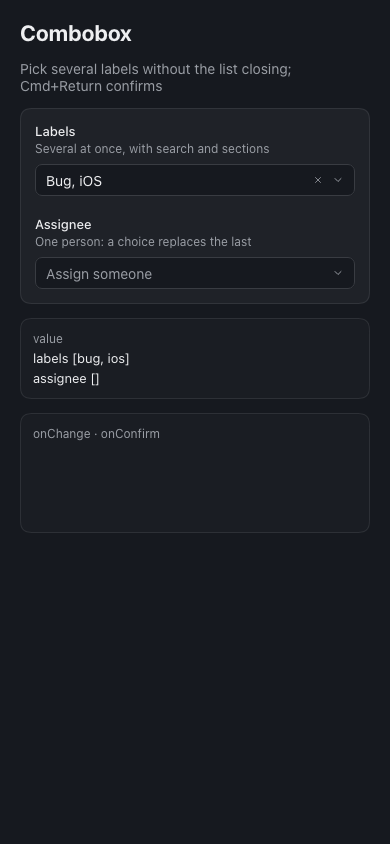 Combobox
Pick several labels without the list closing;
Cmd+Return confirms
Labels
Several at once, with search and sections
Bug, iOS
Assignee
One person: a choice replaces the last
Assign someone
value
labels [bug, ios]
assignee []
onChange · onConfirm